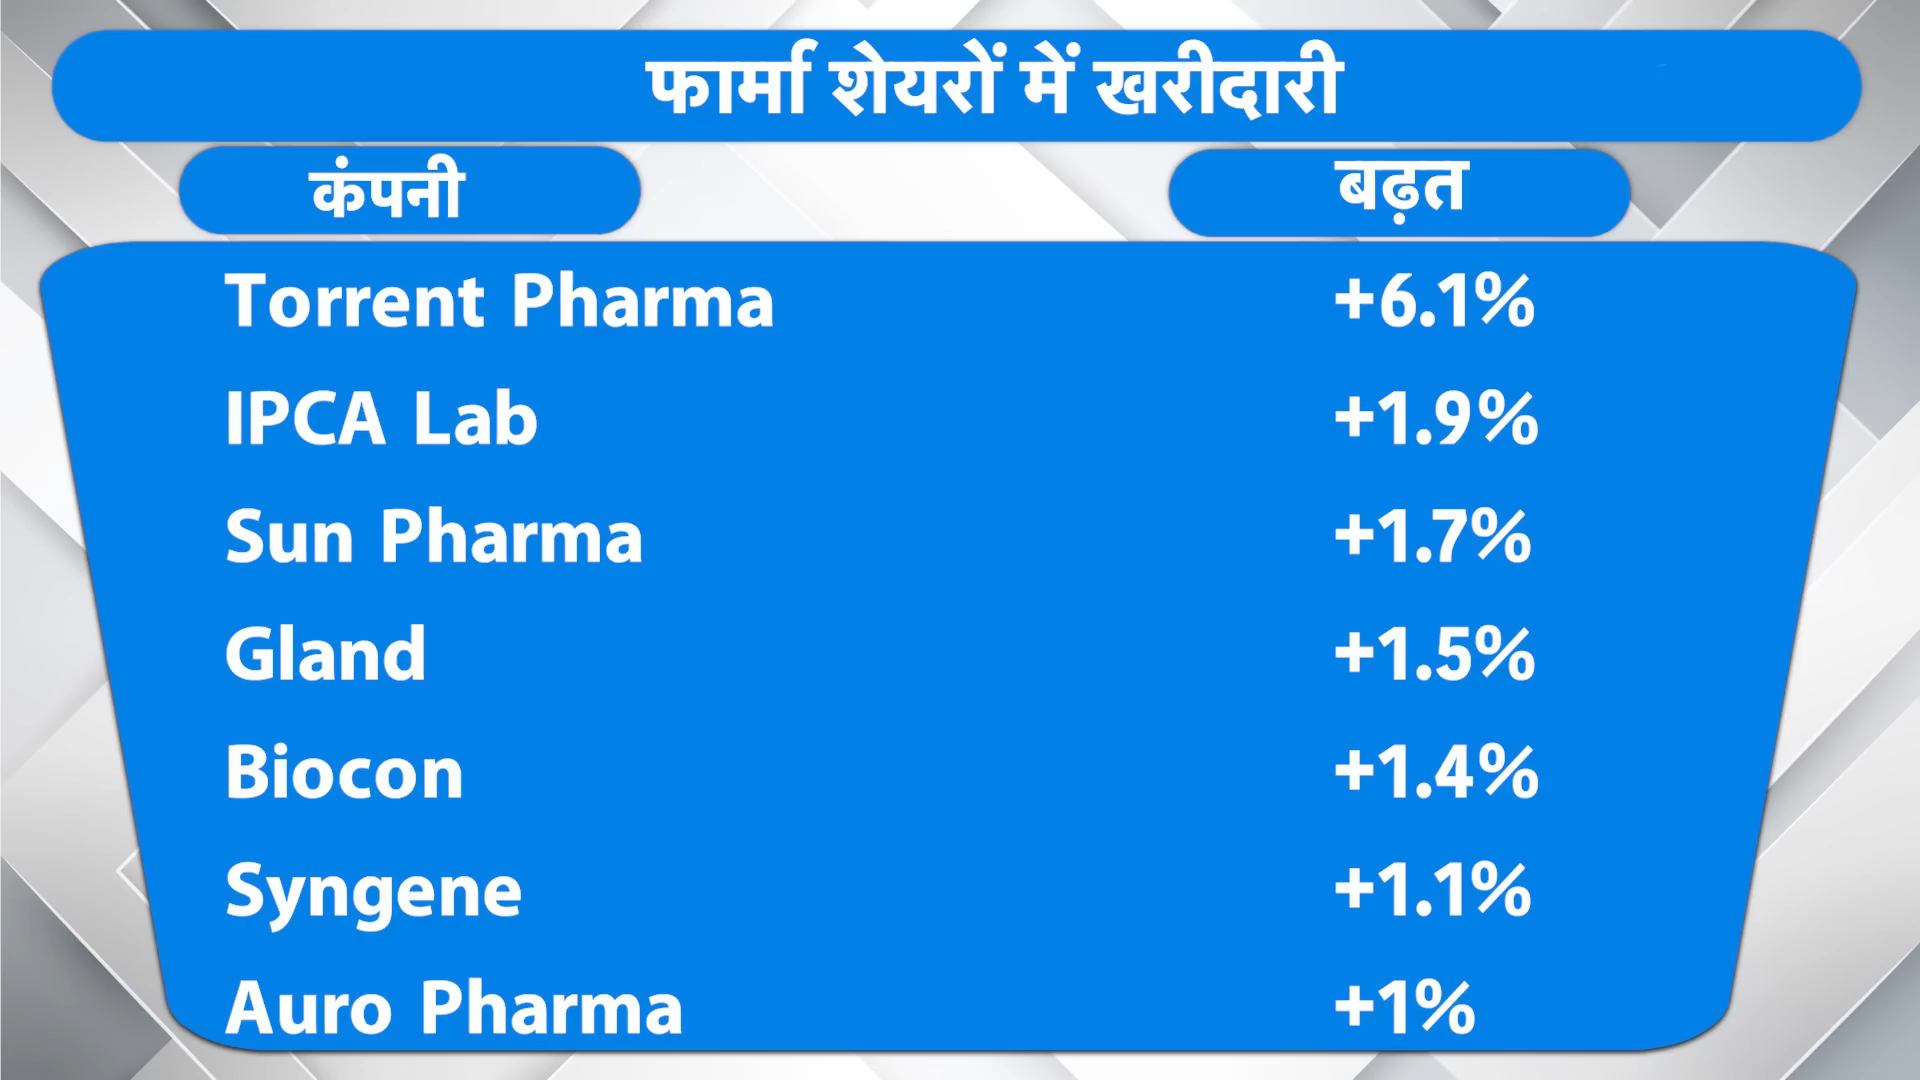 फार्मा शेयरों में खरीदारी
कंपनी बढ़त
Torrent Pharma +6.1%
IPCA Lab +1.9%
Sun Pharma +1.7%
Gland +1.5%
Biocon +1.4%
Syngene +1.1%
Auro Pharma +1%